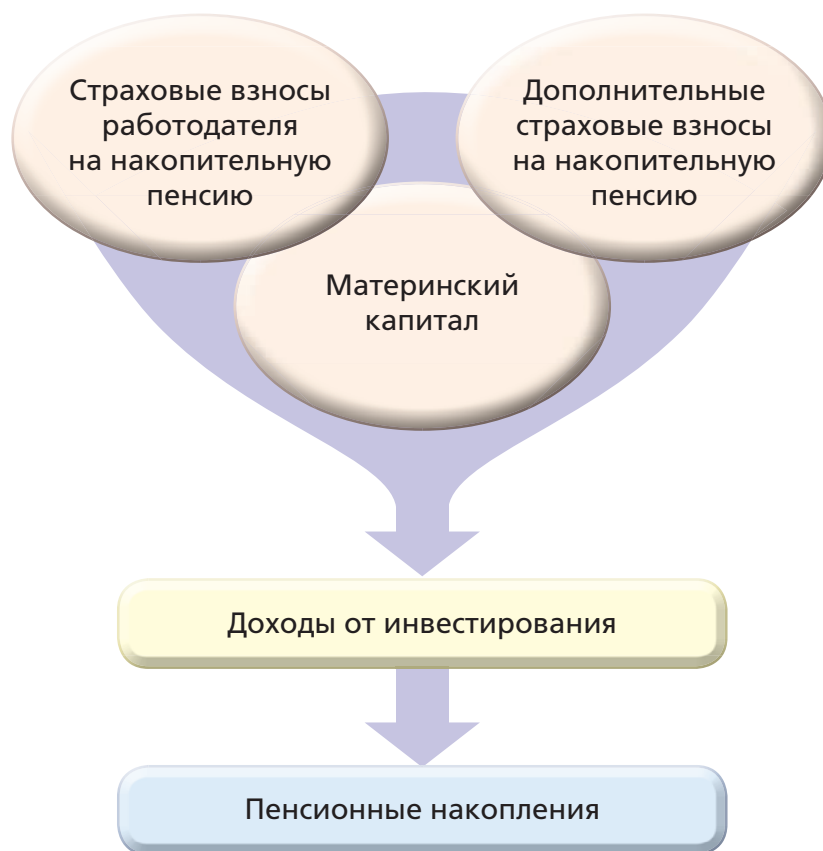 Страховые взносы
работодателя
на накопительную
пенсию
Дополнительные
страховые взносы
на накопительную
пенсию
Материнский
капитал
Доходы от инвестирования
Пенсионные накопления